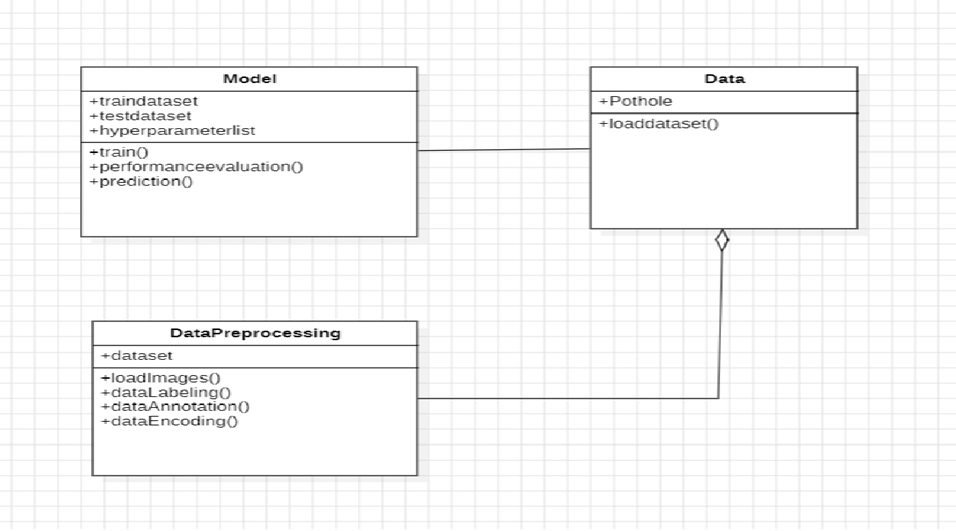 Model
+traindataset
+testdataset
+hyperparameterlist
+train()
+performanceevaluation()
+prediction()
Data
+Pothole
+loaddataset()
DataPreprocessing
+dataset
+loadImages()
+dataLabeling()
+dataAnnotation()
+dataEncoding()